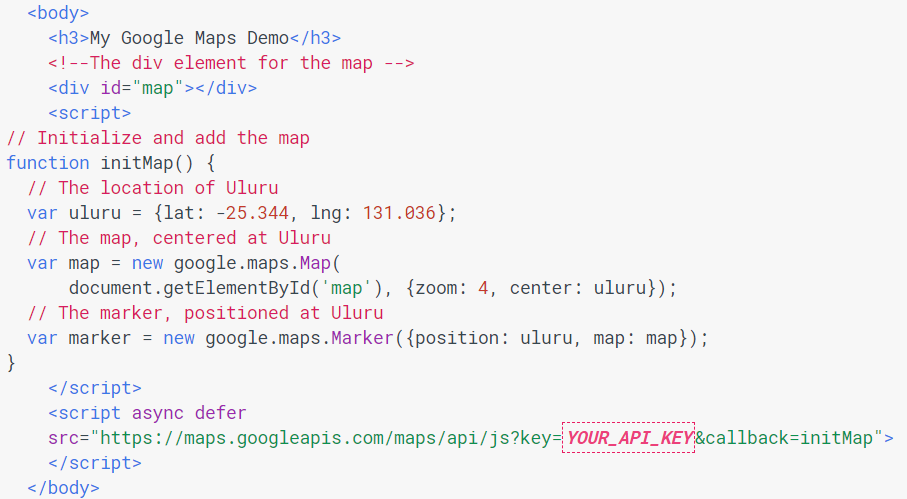 <body>
<h3>My Google Maps Demo</h3>
<!--The div element for the map -->
<div id="map"></div>
<script>
// Initialize and add the map
function initMap() {
// The location of Uluru
var uluru = {lat: -25.344, lng: 131.036};
// The map, centered at Uluru
var map = new google.maps.Map(
document.getElementById('map'), {zoom: 4, center: uluru});
// The marker, positioned at Uluru
var marker = new google.maps.Marker({position: uluru, map: map});
}
</script>
<script async defer
src="https://maps.googleapis.com/maps/api/js?key=YOUR_API_KEY&callback=initMap">
</script>
</body>